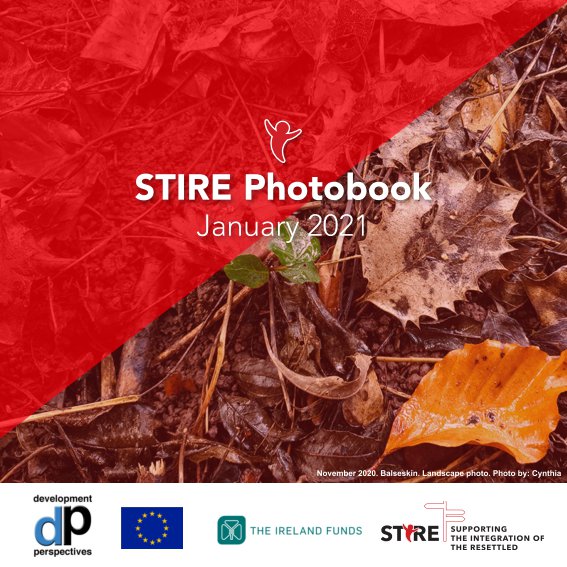 STIRE Photobook
January 2021
November 2020. Balseskin. Landscape photo. Photo by: Cynthia
development
dp
perspectives
THE IRELAND FUNDS
STIRE
SUPPORTING
THE INTEGRATION OF
THE RESETTLED